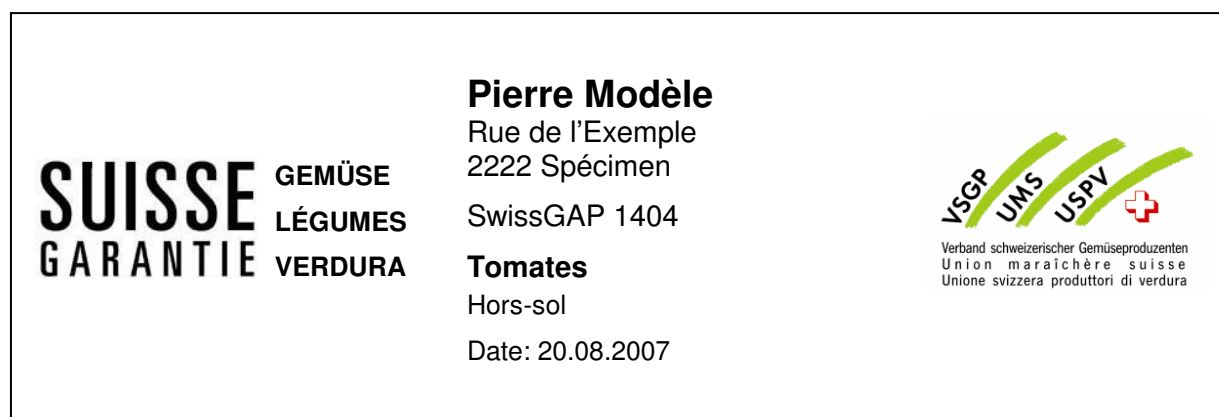 SUISSE
GARANTIE
GEMÜSE
LÉGUMES
VERDURA
Pierre Modèle
Rue de l'Exemple
2222 Spécimen
SwissGAP 1404
Tomates
Hors-sol
Date: 20.08.2007
VSGP
UMS
USPV
Verband schweizerischer Gemüseproduzenten
Union maraîchère suisse
Unione svizzera produttori di verdura